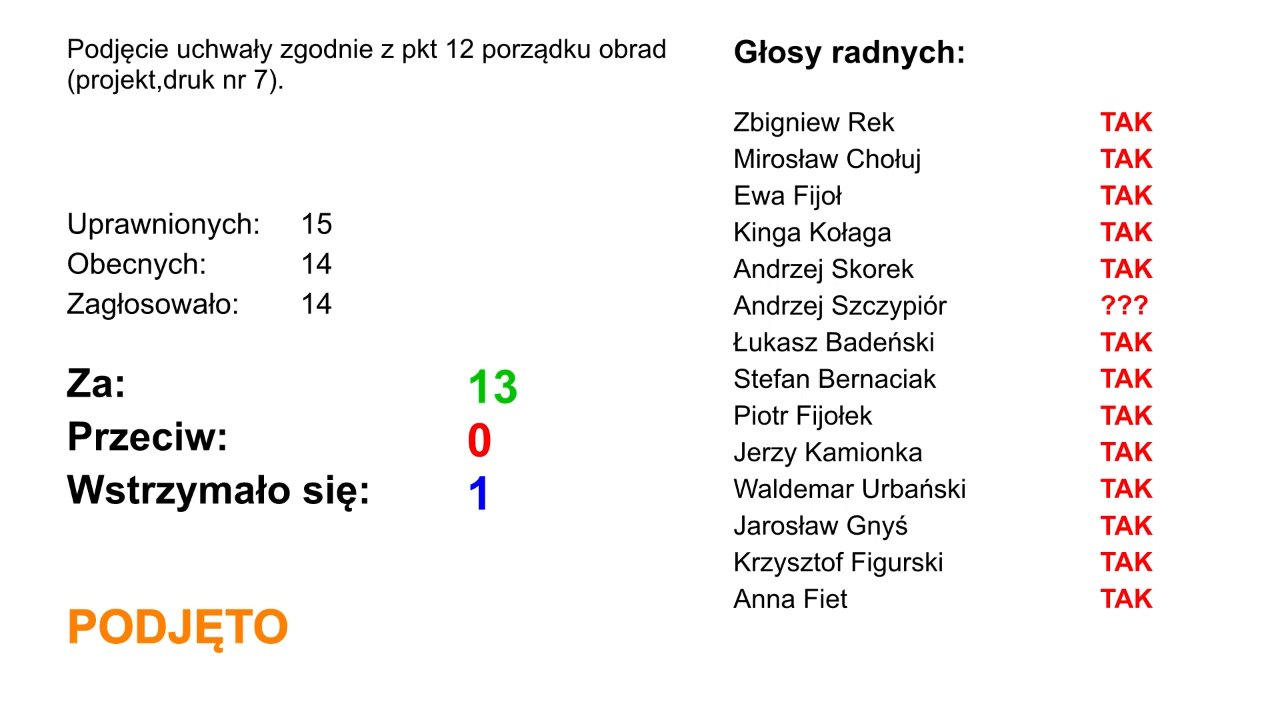 Podjęcie uchwały zgodnie z pkt 12 porządku obrad
(projekt,druk nr 7).
Uprawnionych: 15
Obecnych: 14
Zagłosowało: 14
Za: 13
Przeciw: 0
Wstrzymało się: 1
PODJĘTO
Głosy radnych:
Zbigniew Rek TAK
Mirosław Chołuj TAK
Ewa Fijoł TAK
Kinga Kołaga TAK
Andrzej Skorek TAK
Andrzej Szczypiór ???
Łukasz Badeński TAK
Stefan Bernaciak TAK
Piotr Fijołek TAK
Jerzy Kamionka TAK
Waldemar Urbański TAK
Jarosław Gnyś TAK
Krzysztof Figurski TAK
Anna Fiet TAK